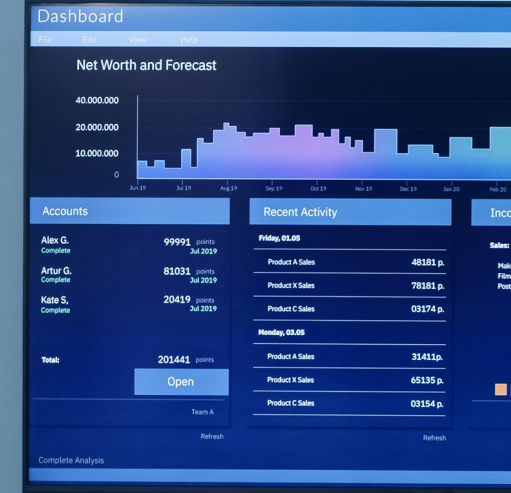 Dashboard
File Edit View Help
Net Worth and Forecast
40.000.000
20.000.000
10.000.000
0
Jun 19 Jul 19 Aug 19 Sep 19 Oct 19 Nov 19 Dec 19 Jan 20 Feb 20
Accounts
Alex G. 99991 points
Complete Jul 2019
Artur G. 81031 points
Complete Jul 2019
Kate S, 20419 points
Complete Jul 2019
Total: 201441 points
Open
Team A
Refresh
Complete Analysis
Recent Activity
Friday, 01.05
Product A Sales 48181 p.
Product X Sales 78181 p.
Product C Sales 03174 p.
Monday, 03.05
Product A Sales 31411p.
Product X Sales 65135 p.
Product C Sales 03154 p.
Refresh
Inco
Sales:
Mak
Film
Post